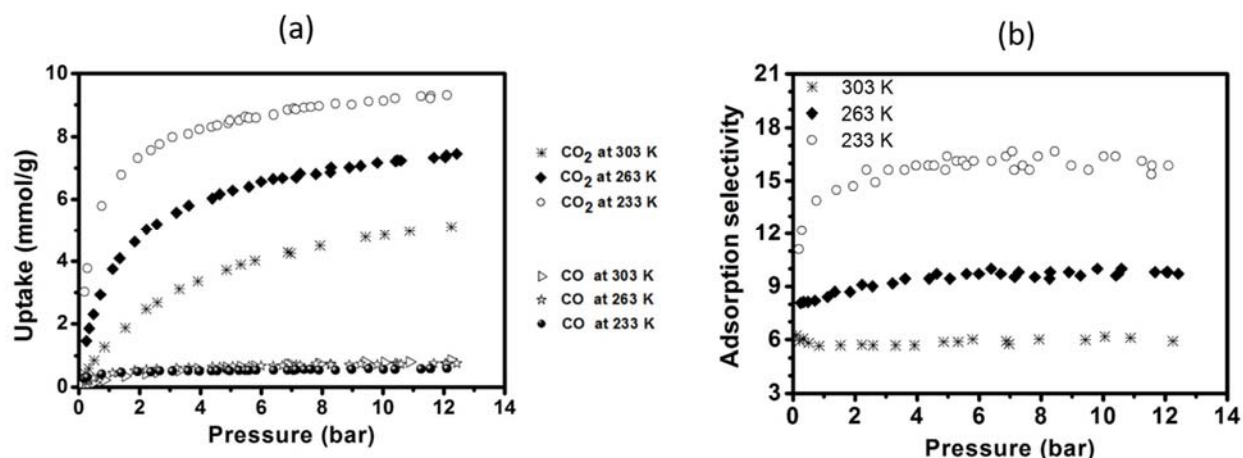 (a)
10
8
6
4
2
0
0 2 4 6 8 10 12 14
Uptake (mmol/g)
Pressure (bar)
CO₂ at 303 K
CO₂ at 263 K
CO₂ at 233 K
CO at 303 K
CO at 263 K
CO at 233 K
(b)
21
18
15
12
9
6
3
0 2 4 6 8 10 12 14
Adsorption selectivity
Pressure (bar)
303 K
263 K
233 K